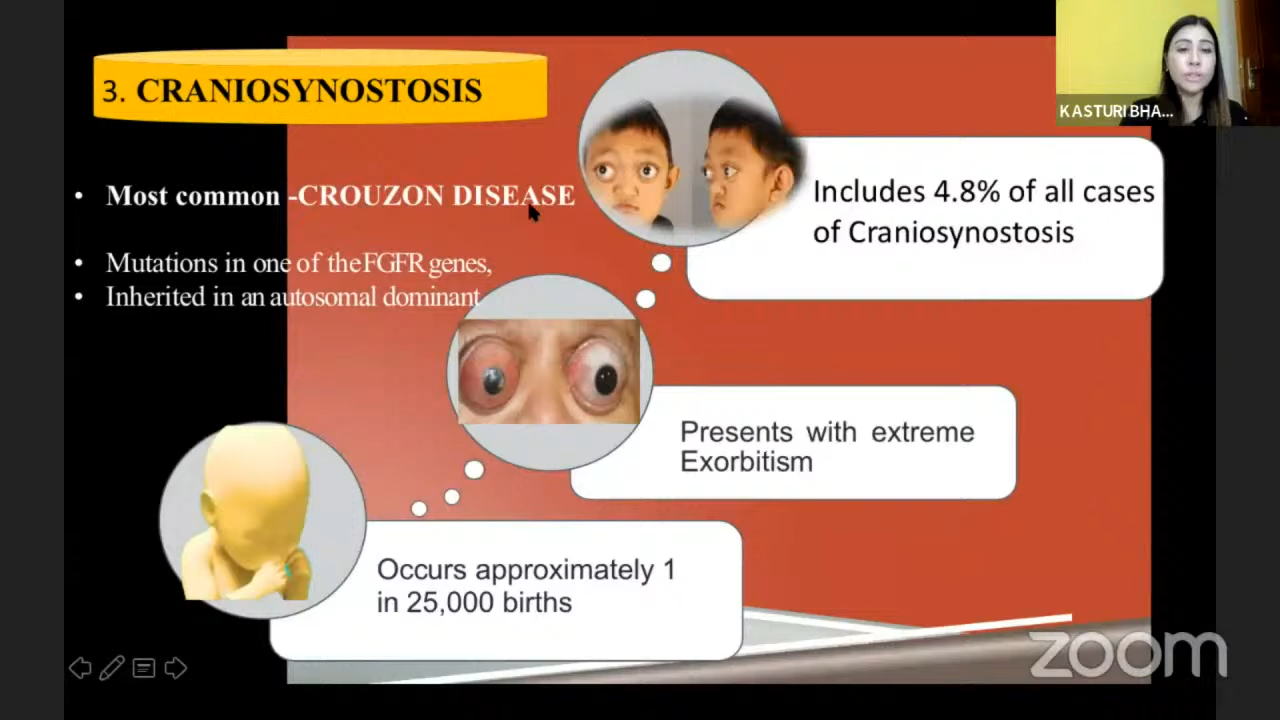 3. CRANIOSYNOSTOSIS
KASTURI BHA...
• Most common -CROUZON DISEASE
• Mutations in one of the FGFR genes,
• Inherited in an autosomal dominant
Includes 4.8% of all cases
of Craniosynostosis
Presents with extreme
Exorbitism
Occurs approximately 1
in 25,000 births
zoom